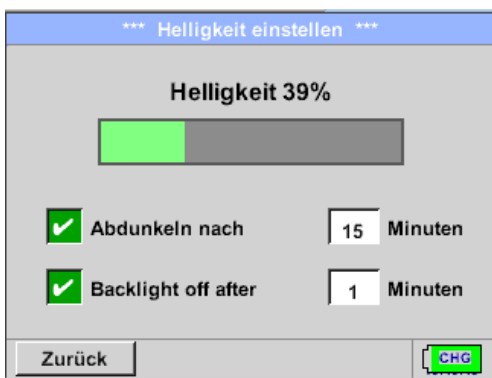 *** Helligkeit einstellen ***
Helligkeit 39%
Abdunkeln nach 15 Minuten
Backlight off after 1 Minuten
Zurück CHG